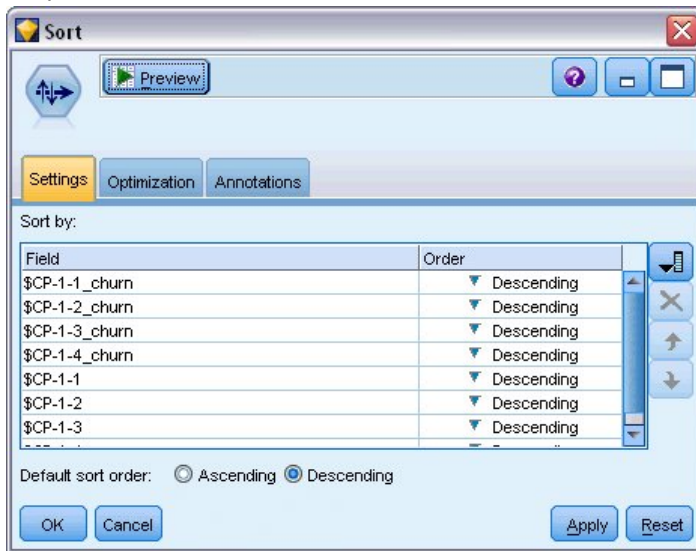 Sort
Preview
Settings Optimization Annotations
Sort by:
Field Order
$CP-1-1_churn Descending
$CP-1-2_churn Descending
$CP-1-3_churn Descending
$CP-1-4_churn Descending
$CP-1-1 Descending
$CP-1-2 Descending
$CP-1-3 Descending
Default sort order: Ascending Descending
OK Cancel Apply Reset